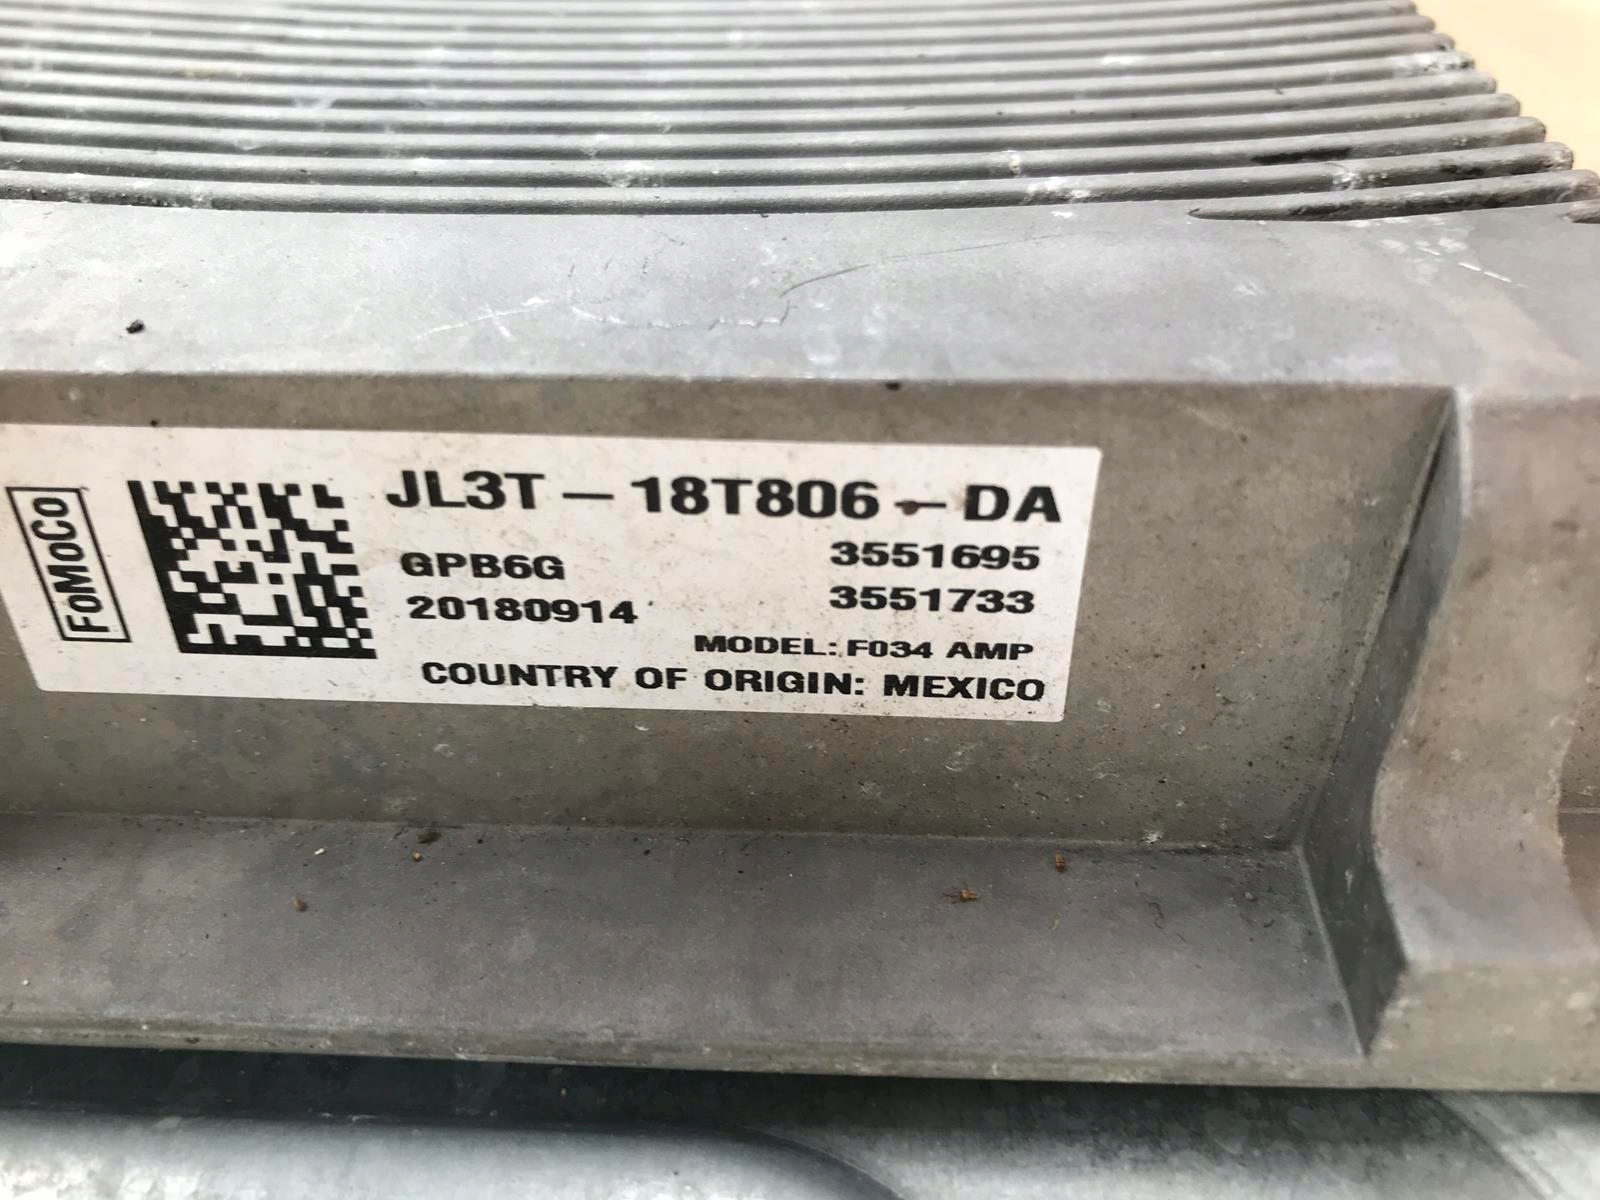 FoMoCo
JL3T - 18T806 - DA
GPB6G 3551695
20180914 3551733
MODEL: F034 AMP
COUNTRY OF ORIGIN: MEXICO